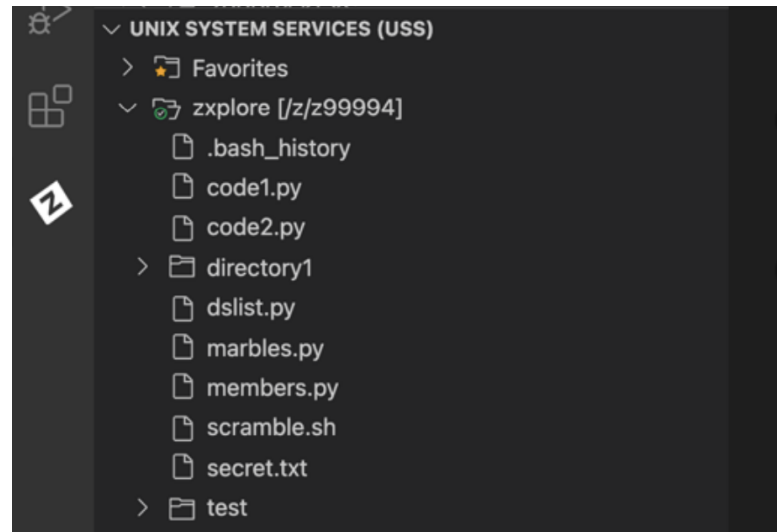 UNIX SYSTEM SERVICES (USS)
Favorites
zxplore [/z/z99994]
.bash_history
code1.py
code2.py
directory1
dslist.py
marbles.py
members.py
scramble.sh
secret.txt
test